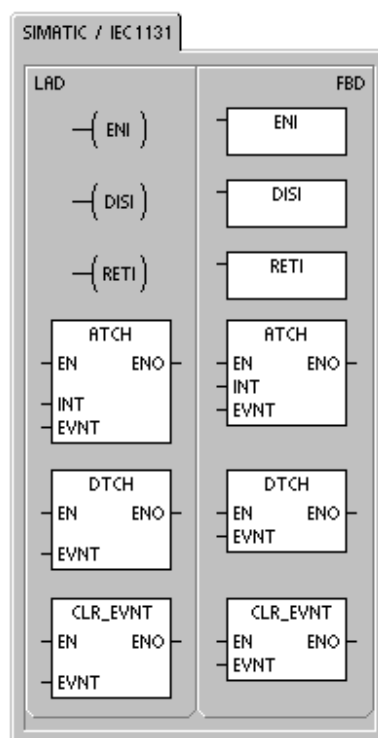 SIMATIC / IEC1131
LAD FBD
ENI ENI
DISI DISI
RETI RETI
ATCH ATCH
EN ENO EN ENO
INT INT
EVNT EVNT
DTCH DTCH
EN ENO EN ENO
EVNT EVNT
CLR_EVNT CLR_EVNT
EN ENO EN ENO
EVNT EVNT